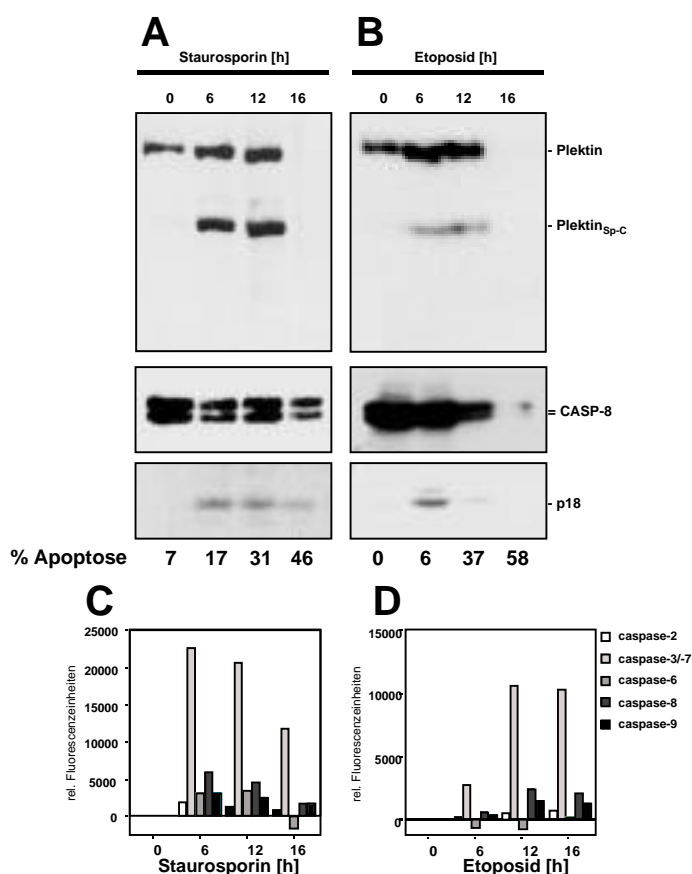 A
B
Staurosporin [h]
Etoposid [h]
0 6 12 16
0 6 12 16
- Plektin
- PlektinSp-C
= CASP-8
- p18
% Apoptose 7 17 31 46 0 6 37 58
C
D
25000
20000
15000
10000
5000
0
rel. Fluorescenzeinheiten
0 6 12 16
Staurosporin [h]
15000
10000
5000
0
rel. Fluorescenzeinheiten
0 6 12 16
Etoposid [h]
caspase-2
caspase-3/-7
caspase-6
caspase-8
caspase-9